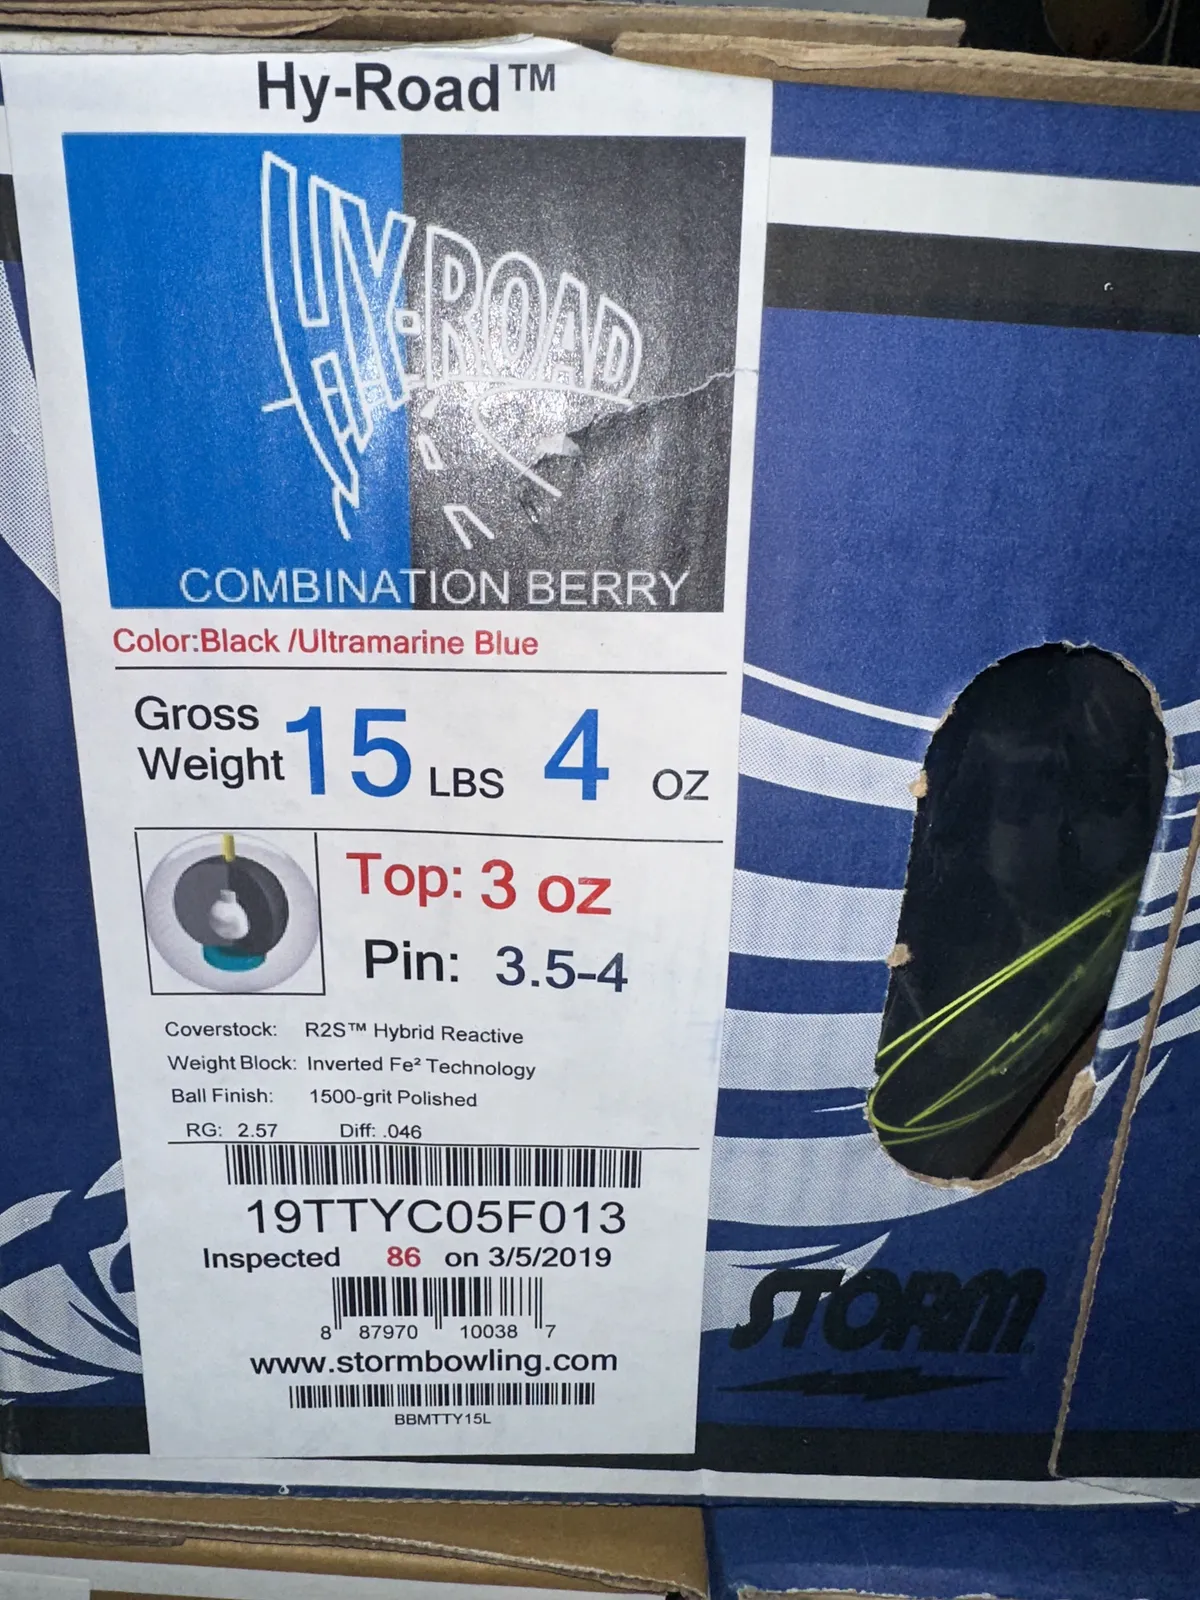 Hy-Road™
HY-ROAD
COMBINATION BERRY
Color:Black /Ultramarine Blue
Gross Weight 15 LBS 4 OZ
Top: 3 oz
Pin: 3.5-4
Coverstock: R2S™ Hybrid Reactive
Weight Block: Inverted Fe² Technology
Ball Finish: 1500-grit Polished
RG: 2.57 Diff: .046
19TTYC05F013
Inspected 86 on 3/5/2019
8 87970 10038 7
www.stormbowling.com
BBMTTY15L
STORM